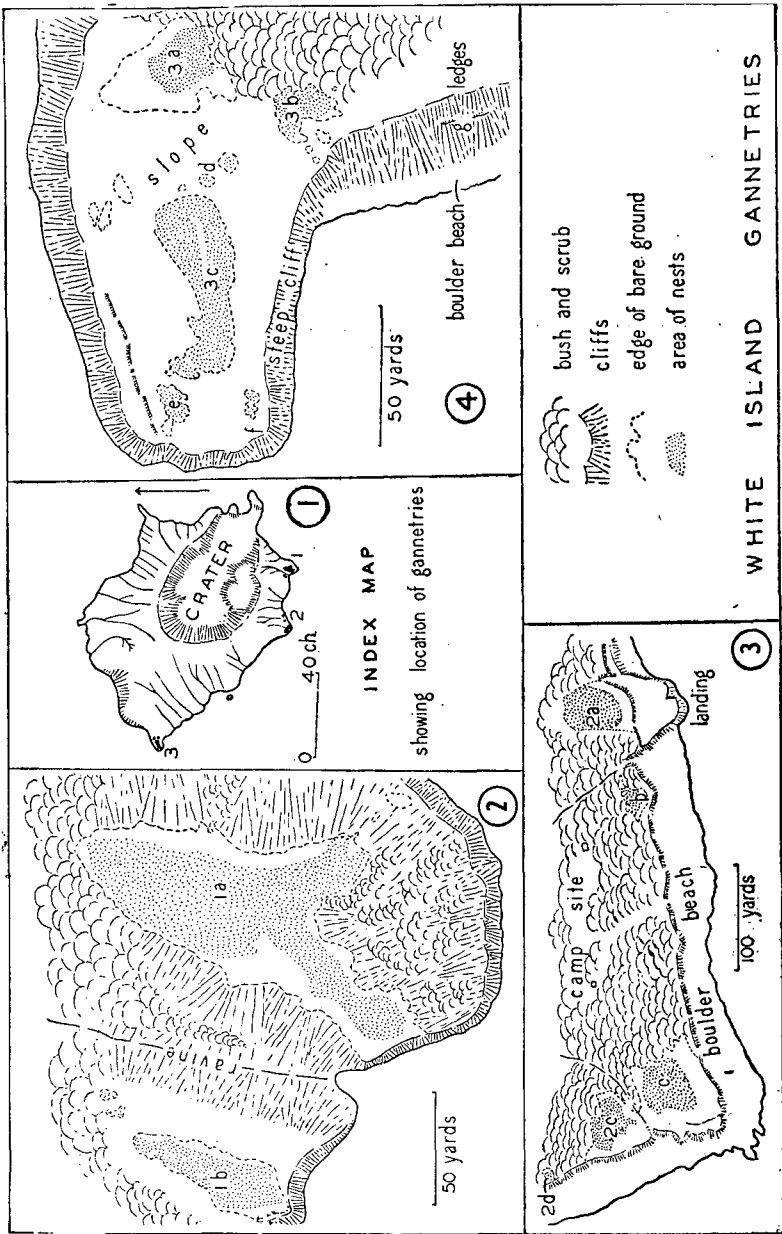 1a
1b
ravine
50 yards
2
CRATER
1
2
3
0 40 ch.
INDEX MAP
showing location of gannetries
1
3a
3b
slope
d
3c
e
f
g
ledges
steep cliff
boulder beach
50 yards
4
2a
b
landing
camp site
boulder beach
c
2c
2d
100 yards
3
bush and scrub
cliffs
edge of bare ground
area of nests
WHITE ISLAND GANNETRIES